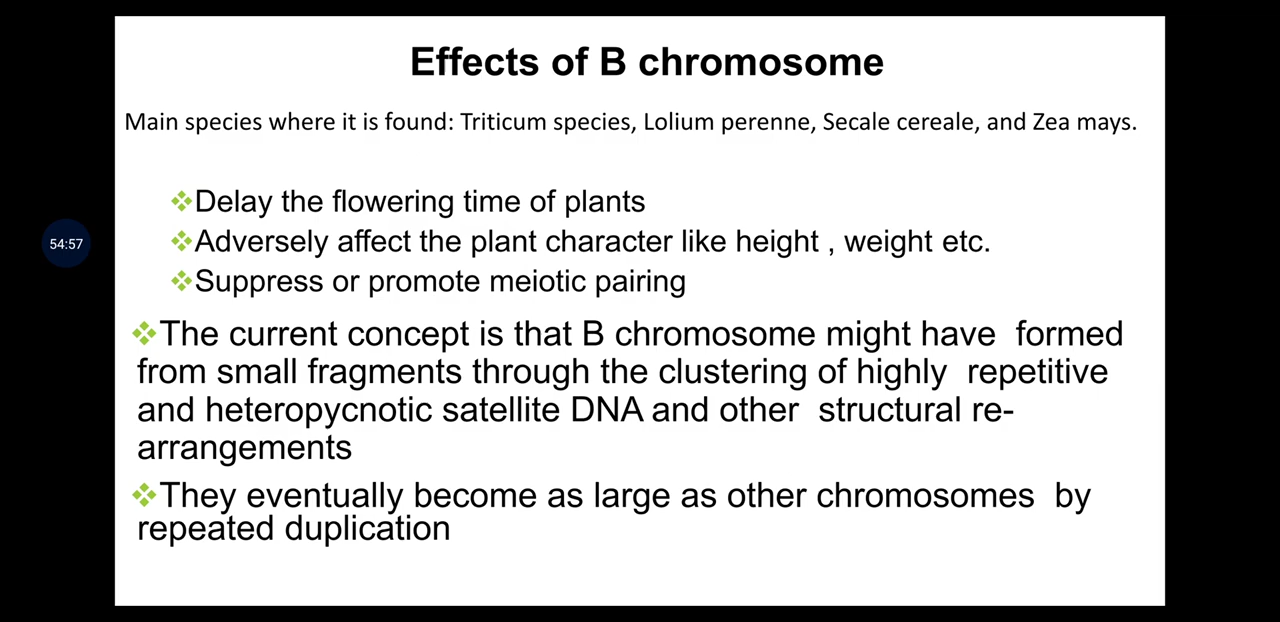 Effects of B chromosome
Main species where it is found: Triticum species, Lolium perenne, Secale cereale, and Zea mays.
Delay the flowering time of plants
54:57
Adversely affect the plant character like height , weight etc.
Suppress or promote meiotic pairing
The current concept is that B chromosome might have formed
from small fragments through the clustering of highly repetitive
and heteropycnotic satellite DNA and other structural re-
arrangements
They eventually become as large as other chromosomes by
repeated duplication